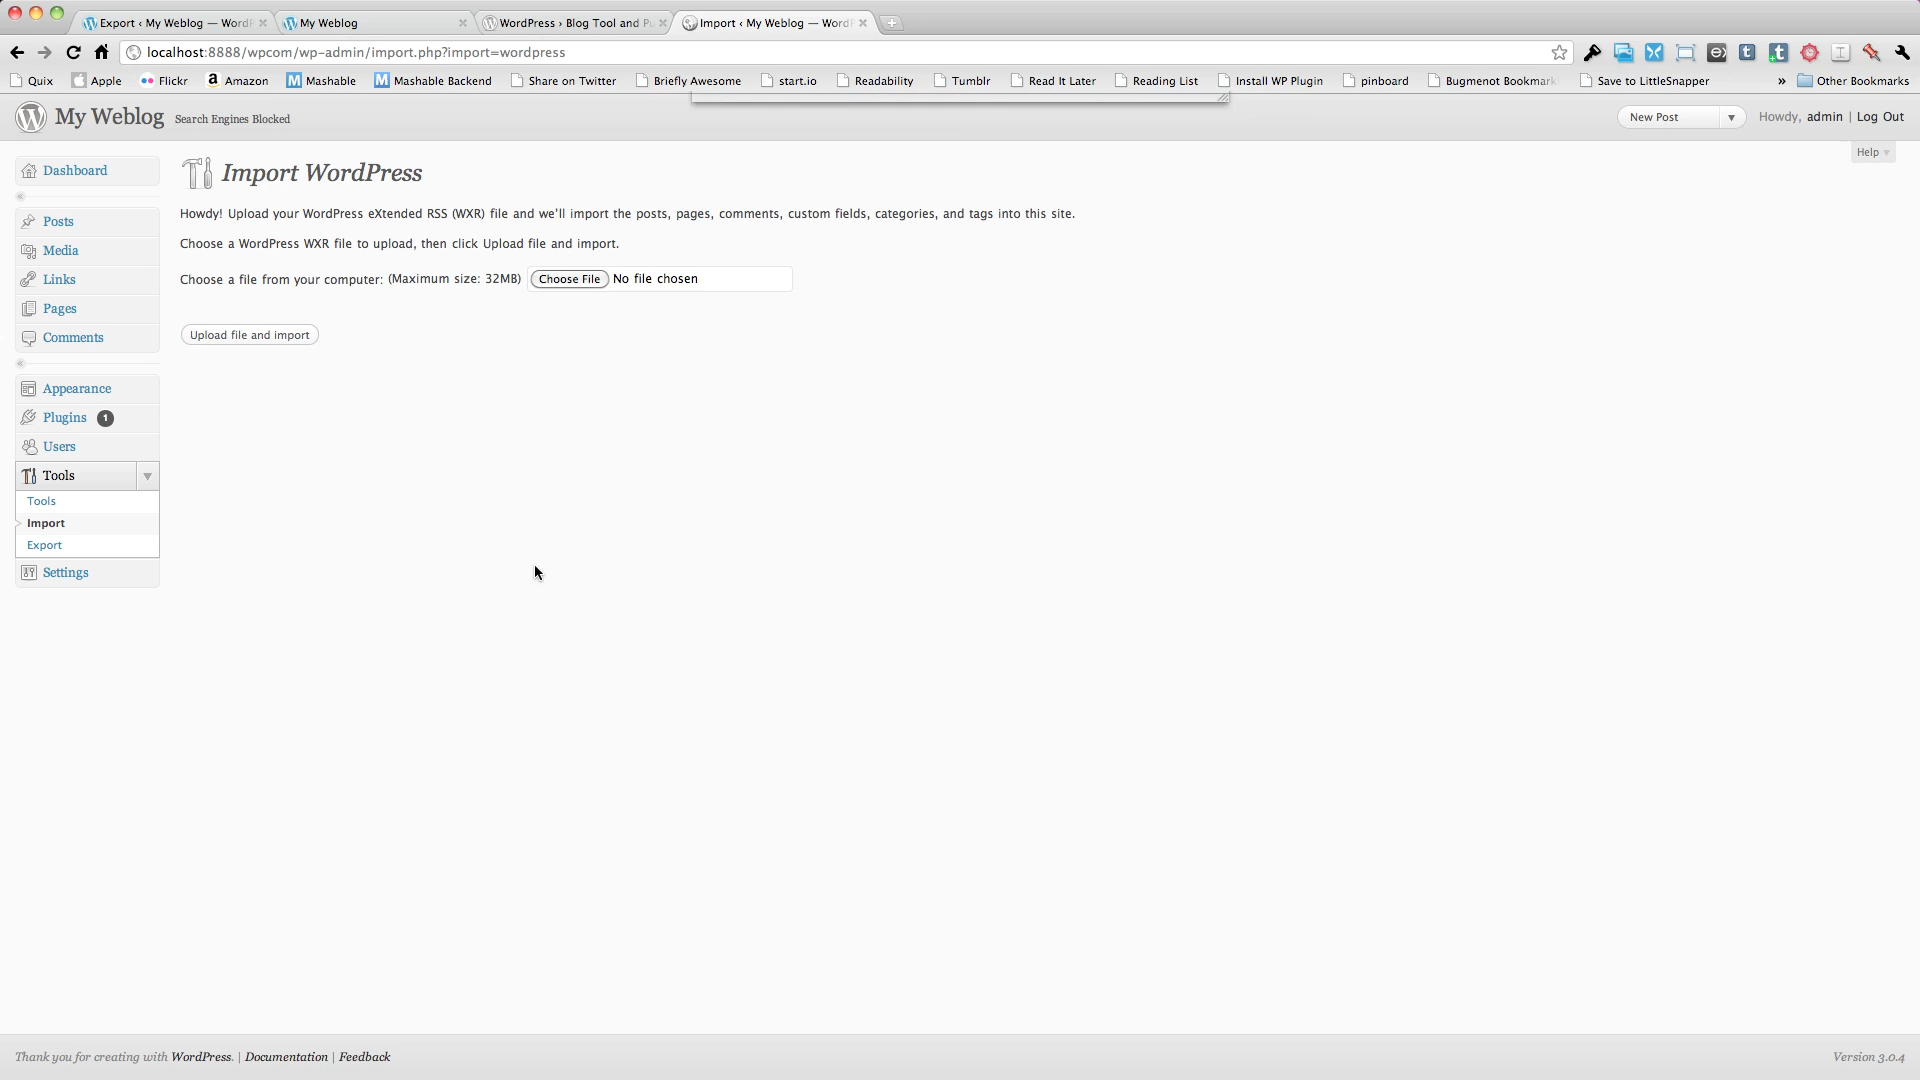 Export ‹ My Weblog — WordP
My Weblog
WordPress › Blog Tool and Pu
Import ‹ My Weblog — WordP
localhost:8888/wpcom/wp-admin/import.php?import=wordpress
Quix
Apple
Flickr
Amazon
Mashable
Mashable Backend
Share on Twitter
Briefly Awesome
start.io
Readability
Tumblr
Read It Later
Reading List
Install WP Plugin
pinboard
Bugmenot Bookmark
Save to LittleSnapper
»
Other Bookmarks
My Weblog
Search Engines Blocked
New Post
Howdy, admin | Log Out
Help
Dashboard
Posts
Media
Links
Pages
Comments
Appearance
Plugins 1
Users
Tools
Tools
Import
Export
Settings
Import WordPress
Howdy! Upload your WordPress eXtended RSS (WXR) file and we’ll import the posts, pages, comments, custom fields, categories, and tags into this site.
Choose a WordPress WXR file to upload, then click Upload file and import.
Choose a file from your computer: (Maximum size: 32MB) Choose File No file chosen
Upload file and import
Thank you for creating with WordPress. | Documentation | Feedback
Version 3.0.4